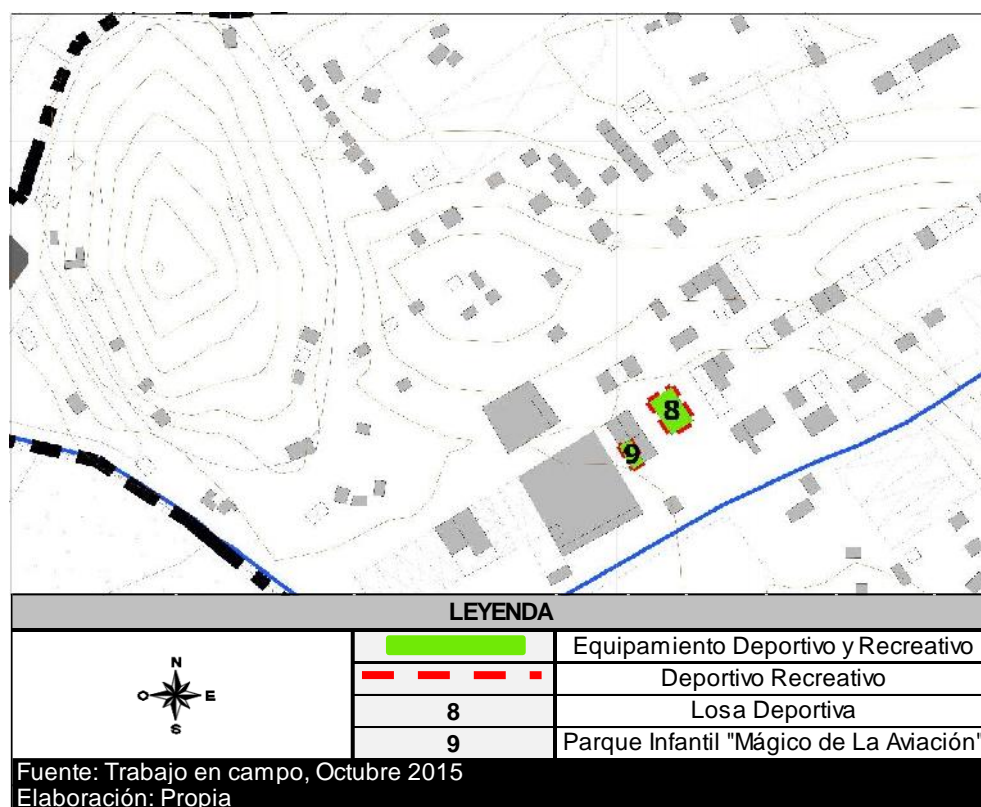 8
9
LEYENDA
Equipamiento Deportivo y Recreativo
Deportivo Recreativo
8 Losa Deportiva
9 Parque Infantil "Mágico de La Aviación"
N
O E
S
Fuente: Trabajo en campo, Octubre 2015
Elaboración: Propia